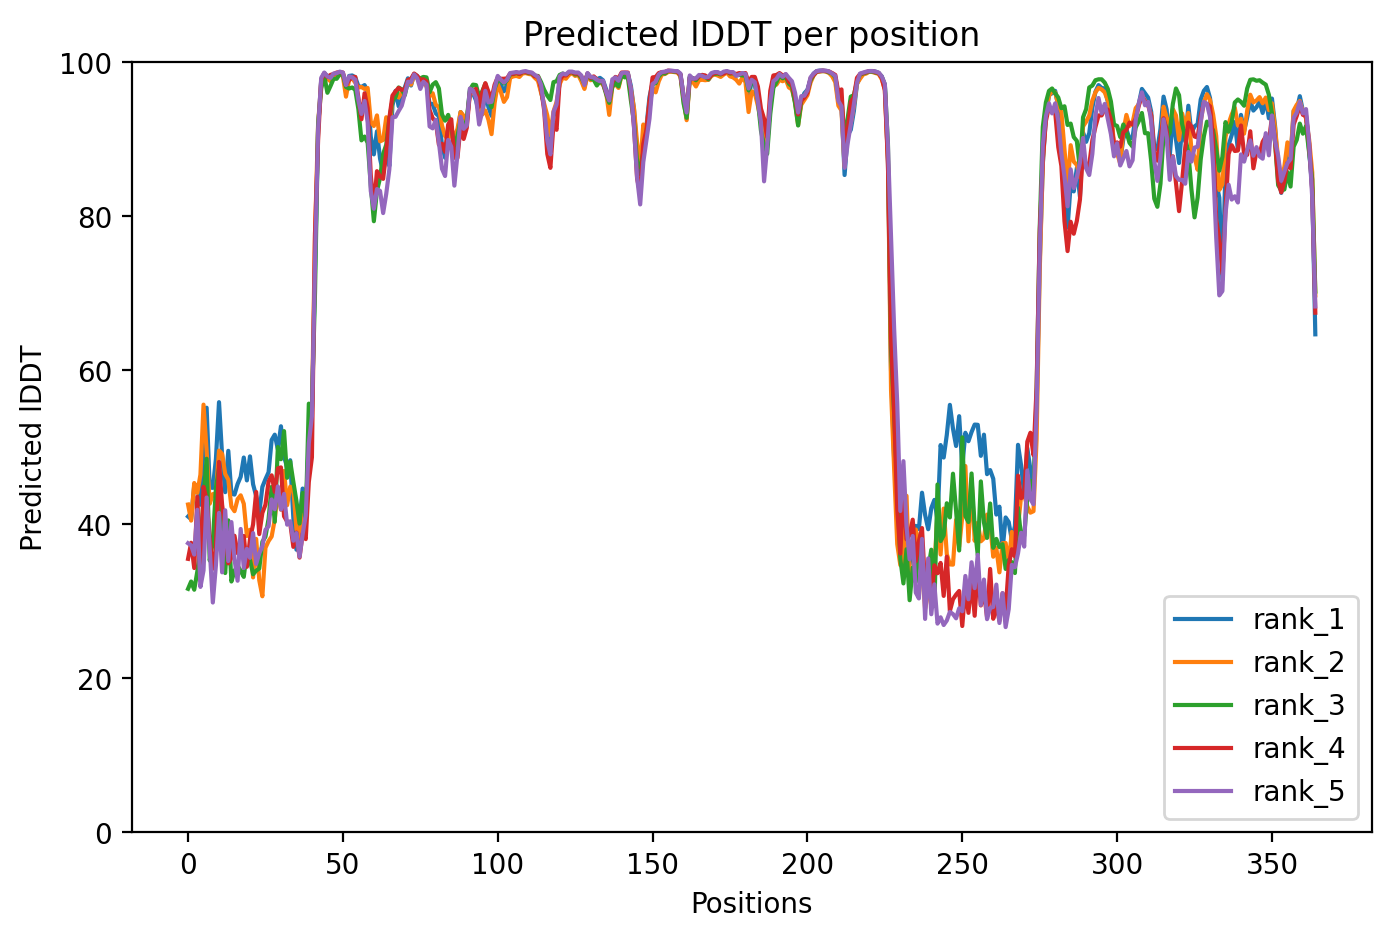 Predicted lDDT per position
100
80
60
40
20
0
Predicted lDDT
0 50 100 150 200 250 300 350
Positions
rank_1
rank_2
rank_3
rank_4
rank_5